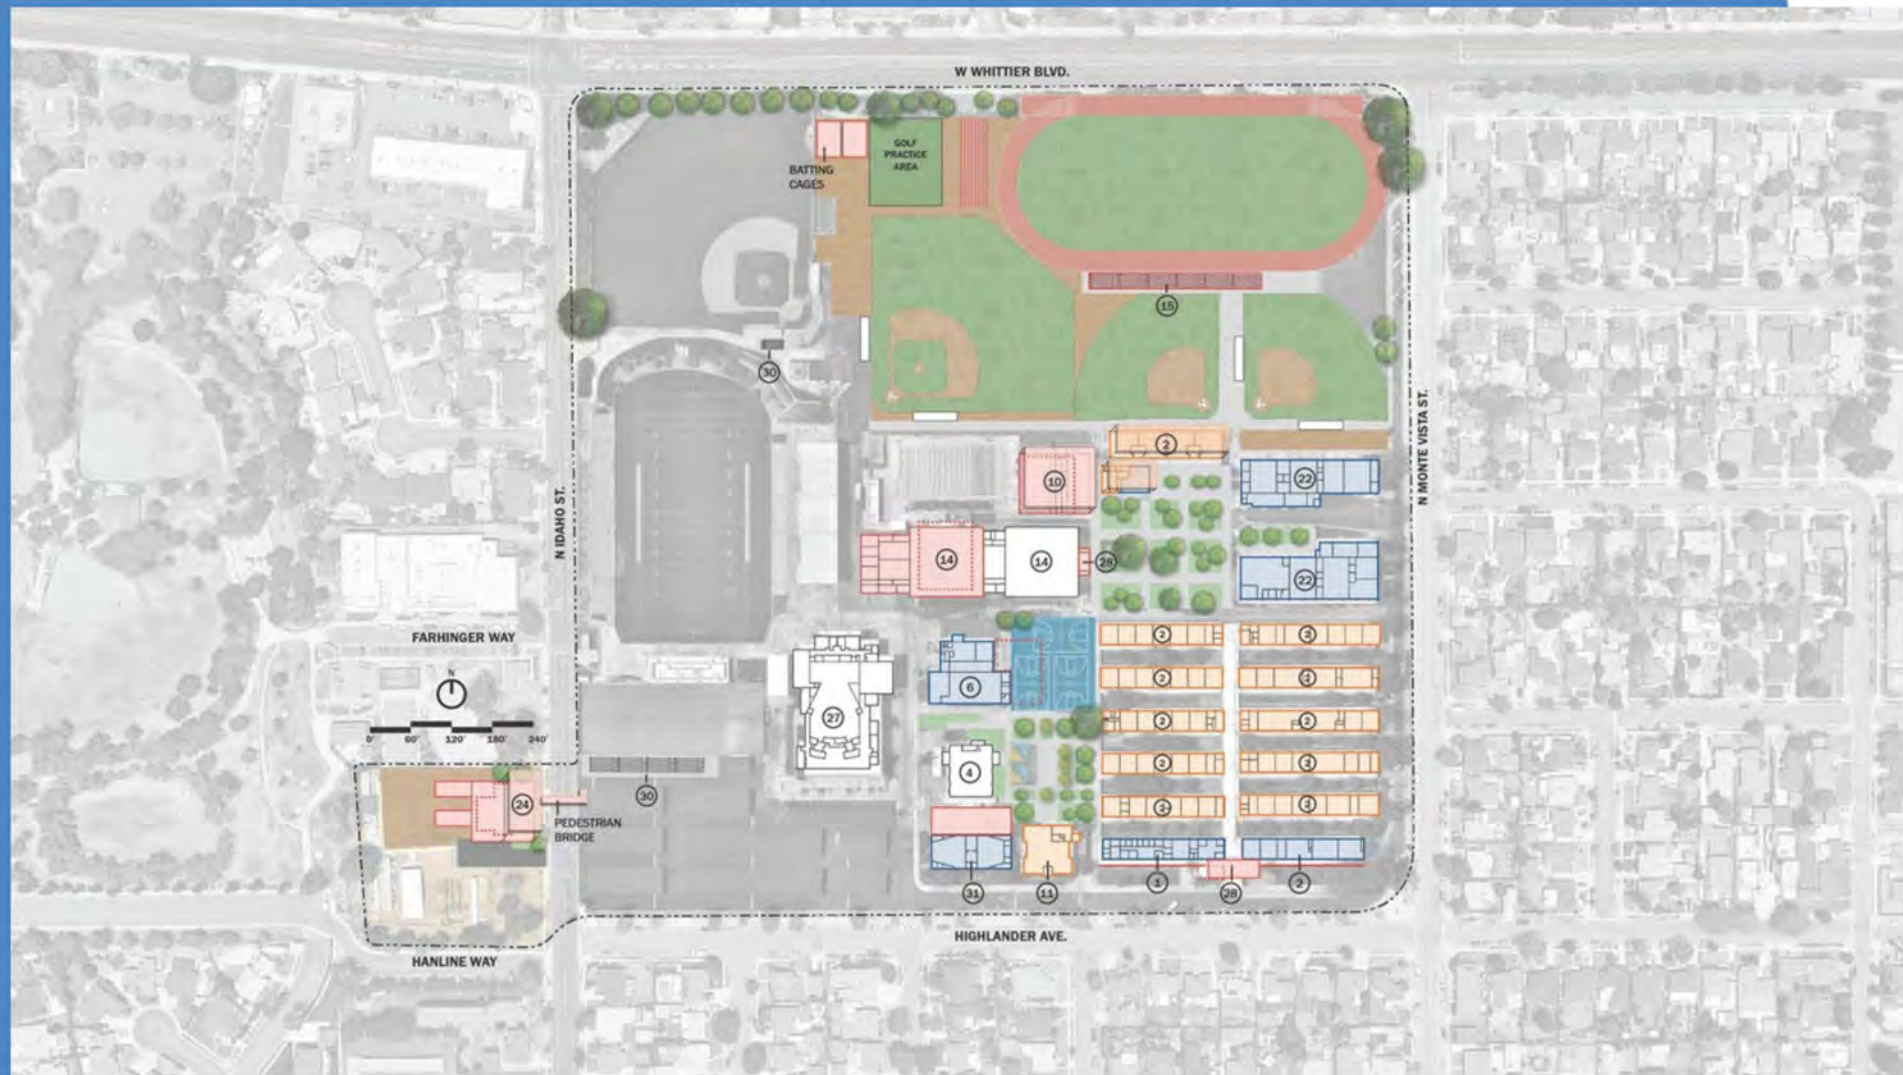 W WHITTIER BLVD.
GOLF
PRACTICE
AREA
BATTING
CAGES
15
30
2
N MONTE VISTA ST.
10
22
N IDAHO ST.
14
14
28
22
FARHINGER WAY
2
2
N
2
2
6
27
2
2
0' 60' 120' 180' 240'
4
2
2
30
24
2
2
PEDESTRIAN
BRIDGE
31
11
1
28
2
HIGHLANDER AVE.
HANLINE WAY